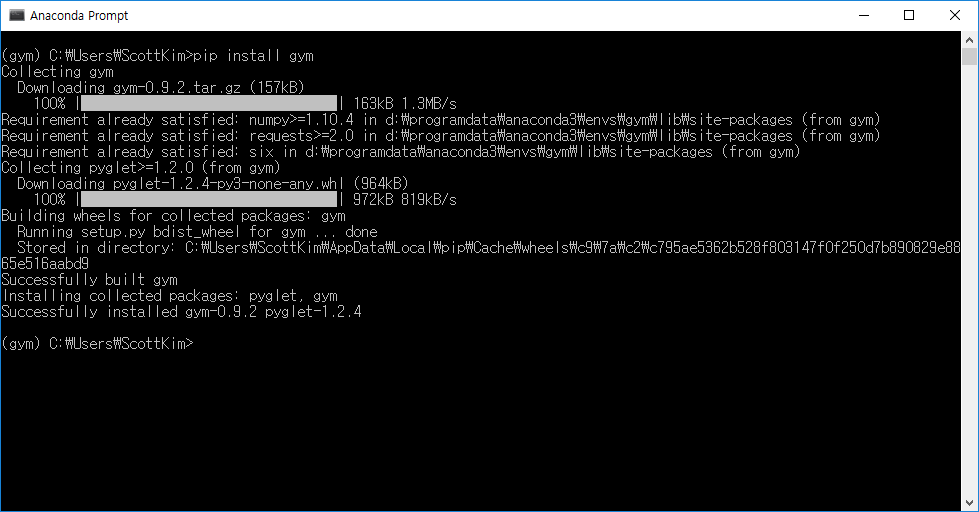 Anaconda Prompt
(gym) C:₩Users₩ScottKim>pip install gym
Collecting gym
  Downloading gym-0.9.2.tar.gz (157kB)
    100% |████████████████████████████████| 163kB 1.3MB/s
Requirement already satisfied: numpy>=1.10.4 in d:₩programdata₩anaconda3₩envs₩gym₩lib₩site-packages (from gym)
Requirement already satisfied: requests>=2.0 in d:₩programdata₩anaconda3₩envs₩gym₩lib₩site-packages (from gym)
Requirement already satisfied: six in d:₩programdata₩anaconda3₩envs₩gym₩lib₩site-packages (from gym)
Collecting pyglet>=1.2.0 (from gym)
  Downloading pyglet-1.2.4-py3-none-any.whl (964kB)
    100% |████████████████████████████████| 972kB 819kB/s
Building wheels for collected packages: gym
  Running setup.py bdist_wheel for gym ... done
  Stored in directory: C:₩Users₩ScottKim₩AppData₩Local₩pip₩Cache₩wheels₩c9₩7a₩c2₩c795ae5362b528f803147f0f250d7b890829e88
65e516aabd9
Successfully built gym
Installing collected packages: pyglet, gym
Successfully installed gym-0.9.2 pyglet-1.2.4
(gym) C:₩Users₩ScottKim>